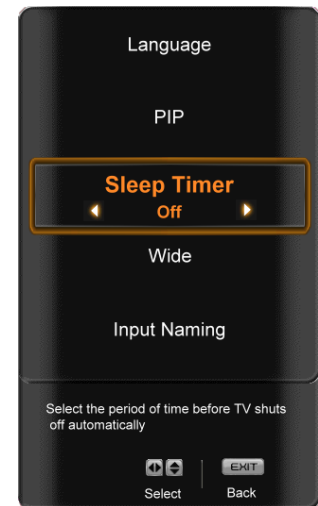 Language
PIP
Sleep Timer
Off
Wide
Input Naming
Select the period of time before TV shuts
off automatically
EXIT
Select
Back